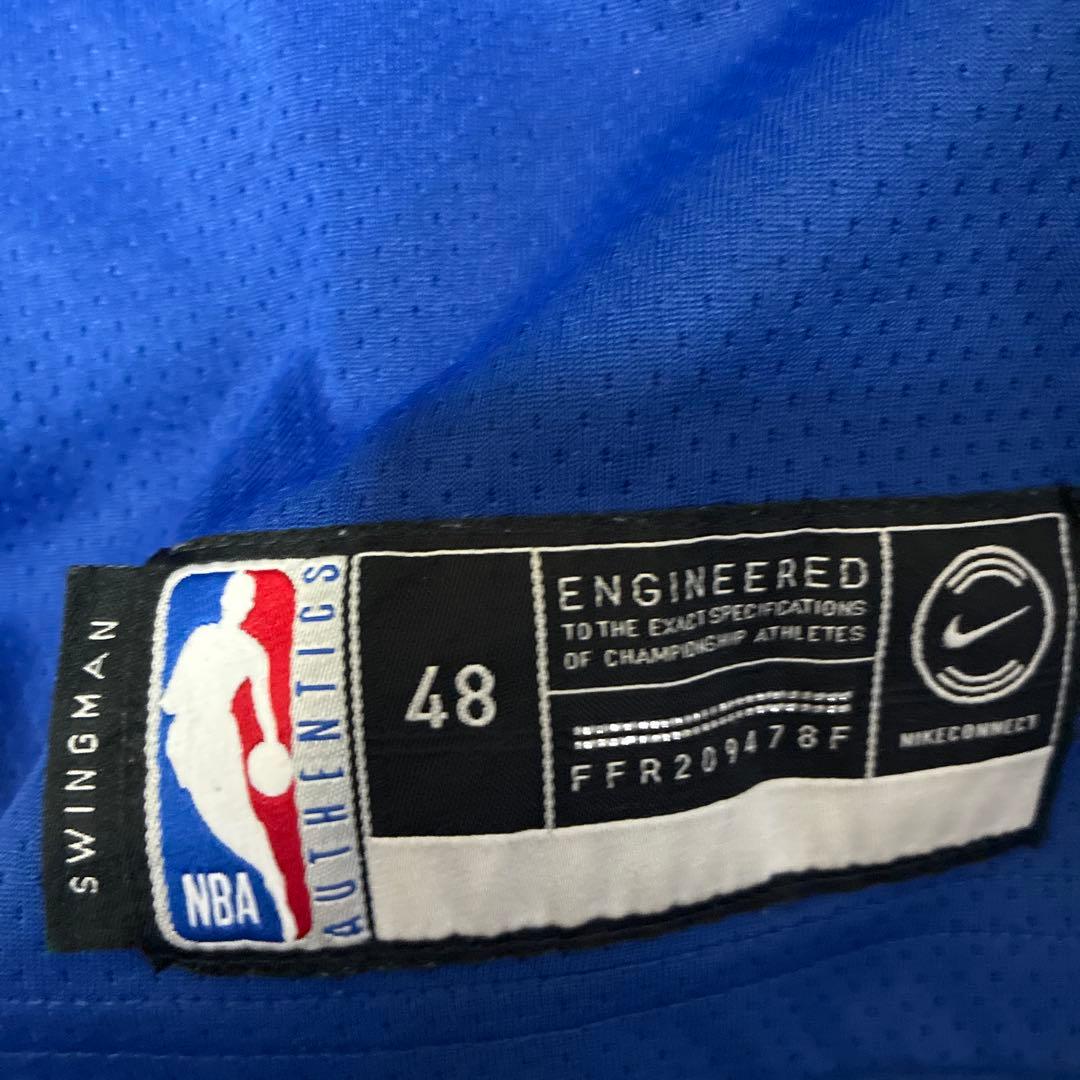 SWINGMAN
NBA
AUTHENTICS
48
ENGINEERED
TO THE EXACT SPECIFICATIONS
OF CHAMPIONSHIP ATHLETES
FFR209478F
NIKECONNECT